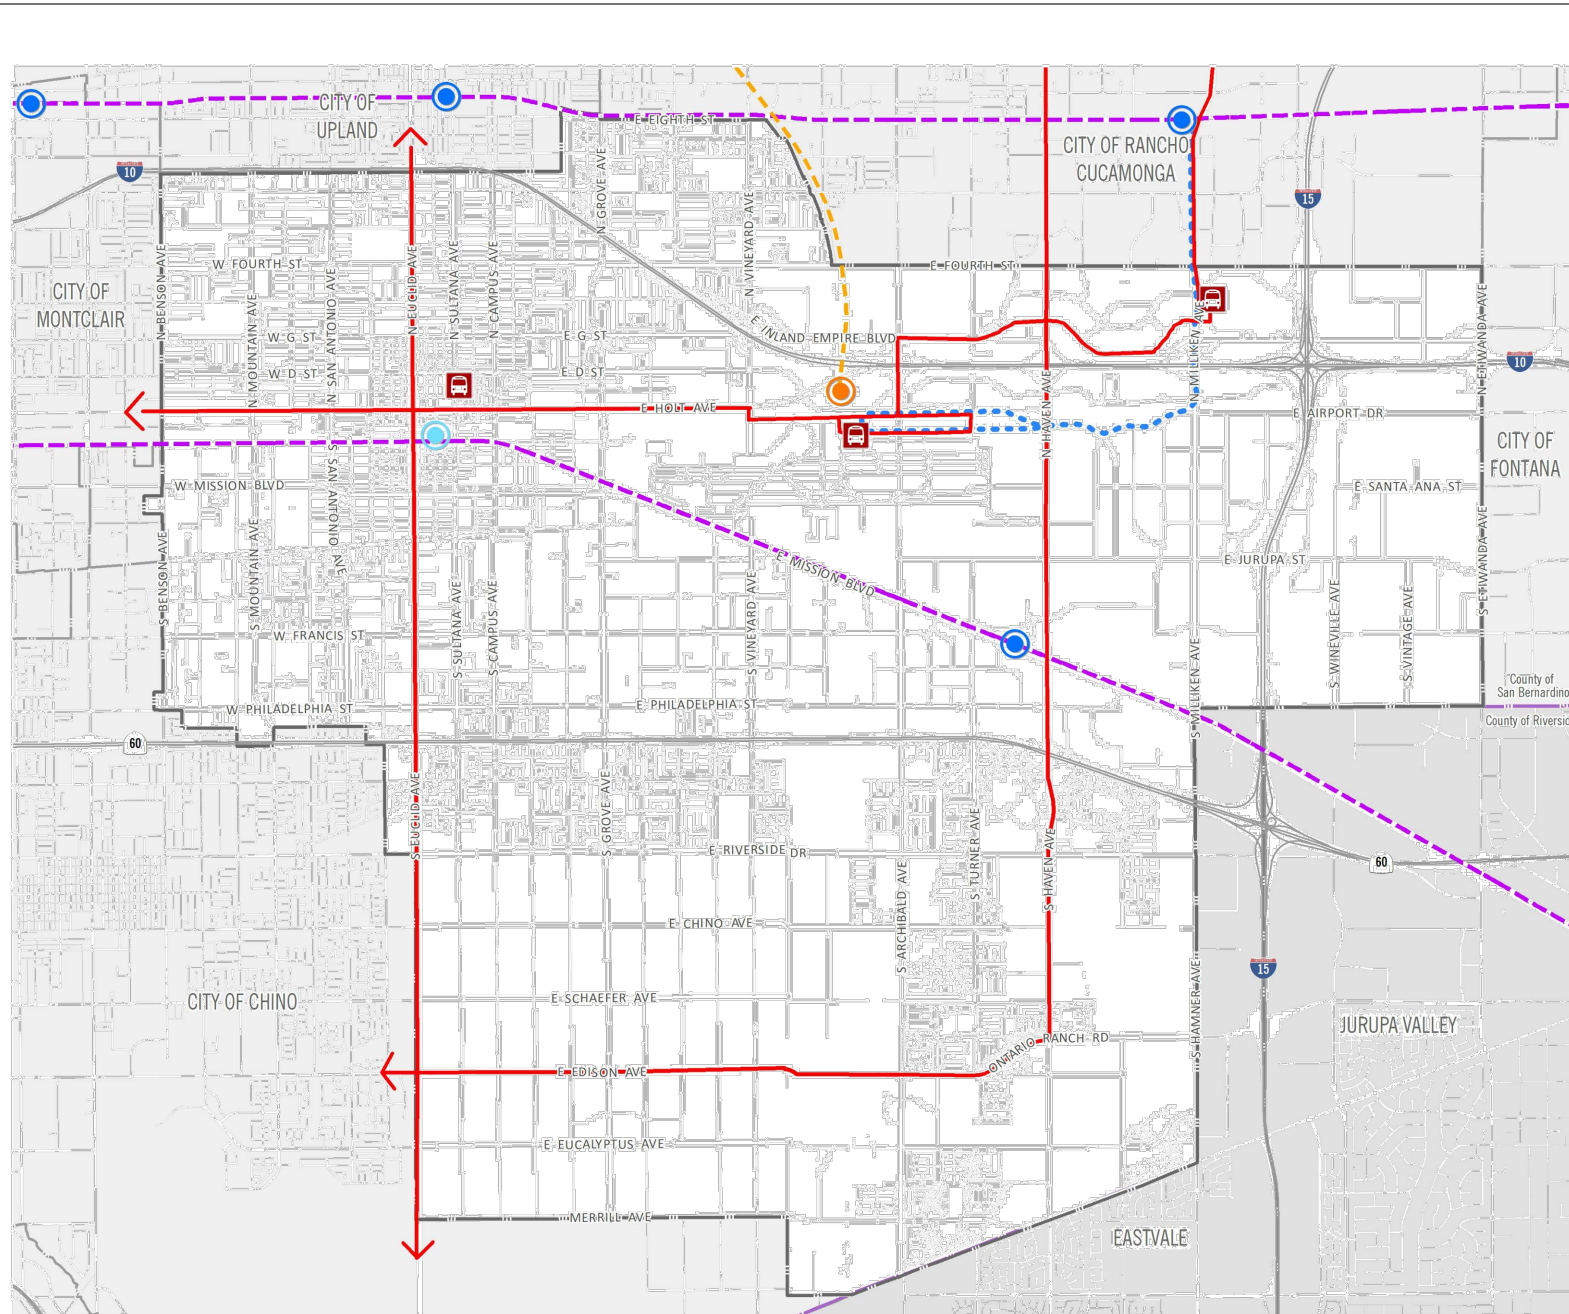 CITY OF
UPLAND
E EIGHTH ST
CITY OF RANCHO
CUCAMONGA
10
15
N GROVE AVE
N VINEYARD AVE
W FOURTH ST
E FOURTH ST
CITY OF
MONTCLAIR
N BENSON AVE
N MOUNTAIN AVE
N SAN ANTONIO AVE
N EUCLID AVE
N SULTANA AVE
N CAMPUS AVE
W G ST
E G ST
E INLAND EMPIRE BLVD
N MILLIKEN AVE
N ETIWANDA AVE
10
W D ST
E D ST
E HOLT AVE
N HAVEN AVE
E AIRPORT DR
CITY OF
FONTANA
W MISSION BLVD
S SAN ANTONIO AVE
E SANTA ANA ST
S BENSON AVE
S MOUNTAIN AVE
E MISSION BLVD
E JURUPA ST
S ETIWANDA AVE
S SULTANA AVE
S CAMPUS AVE
S VINEYARD AVE
S WINEVILLE AVE
S VINTAGE AVE
W FRANCIS ST
S MILLIKEN AVE
County of
San Bernardino
W PHILADELPHIA ST
E PHILADELPHIA ST
County of Riversid
60
S EUCLID AVE
S GROVE AVE
E RIVERSIDE DR
S TURNER AVE
S HAVEN AVE
60
S ARCHIBALD AVE
E CHINO AVE
15
CITY OF CHINO
E SCHAEFER AVE
S HAMNER AVE
JURUPA VALLEY
ONTARIO RANCH RD
E EDISON AVE
E EUCALYPTUS AVE
MERRILL AVE
EASTVALE